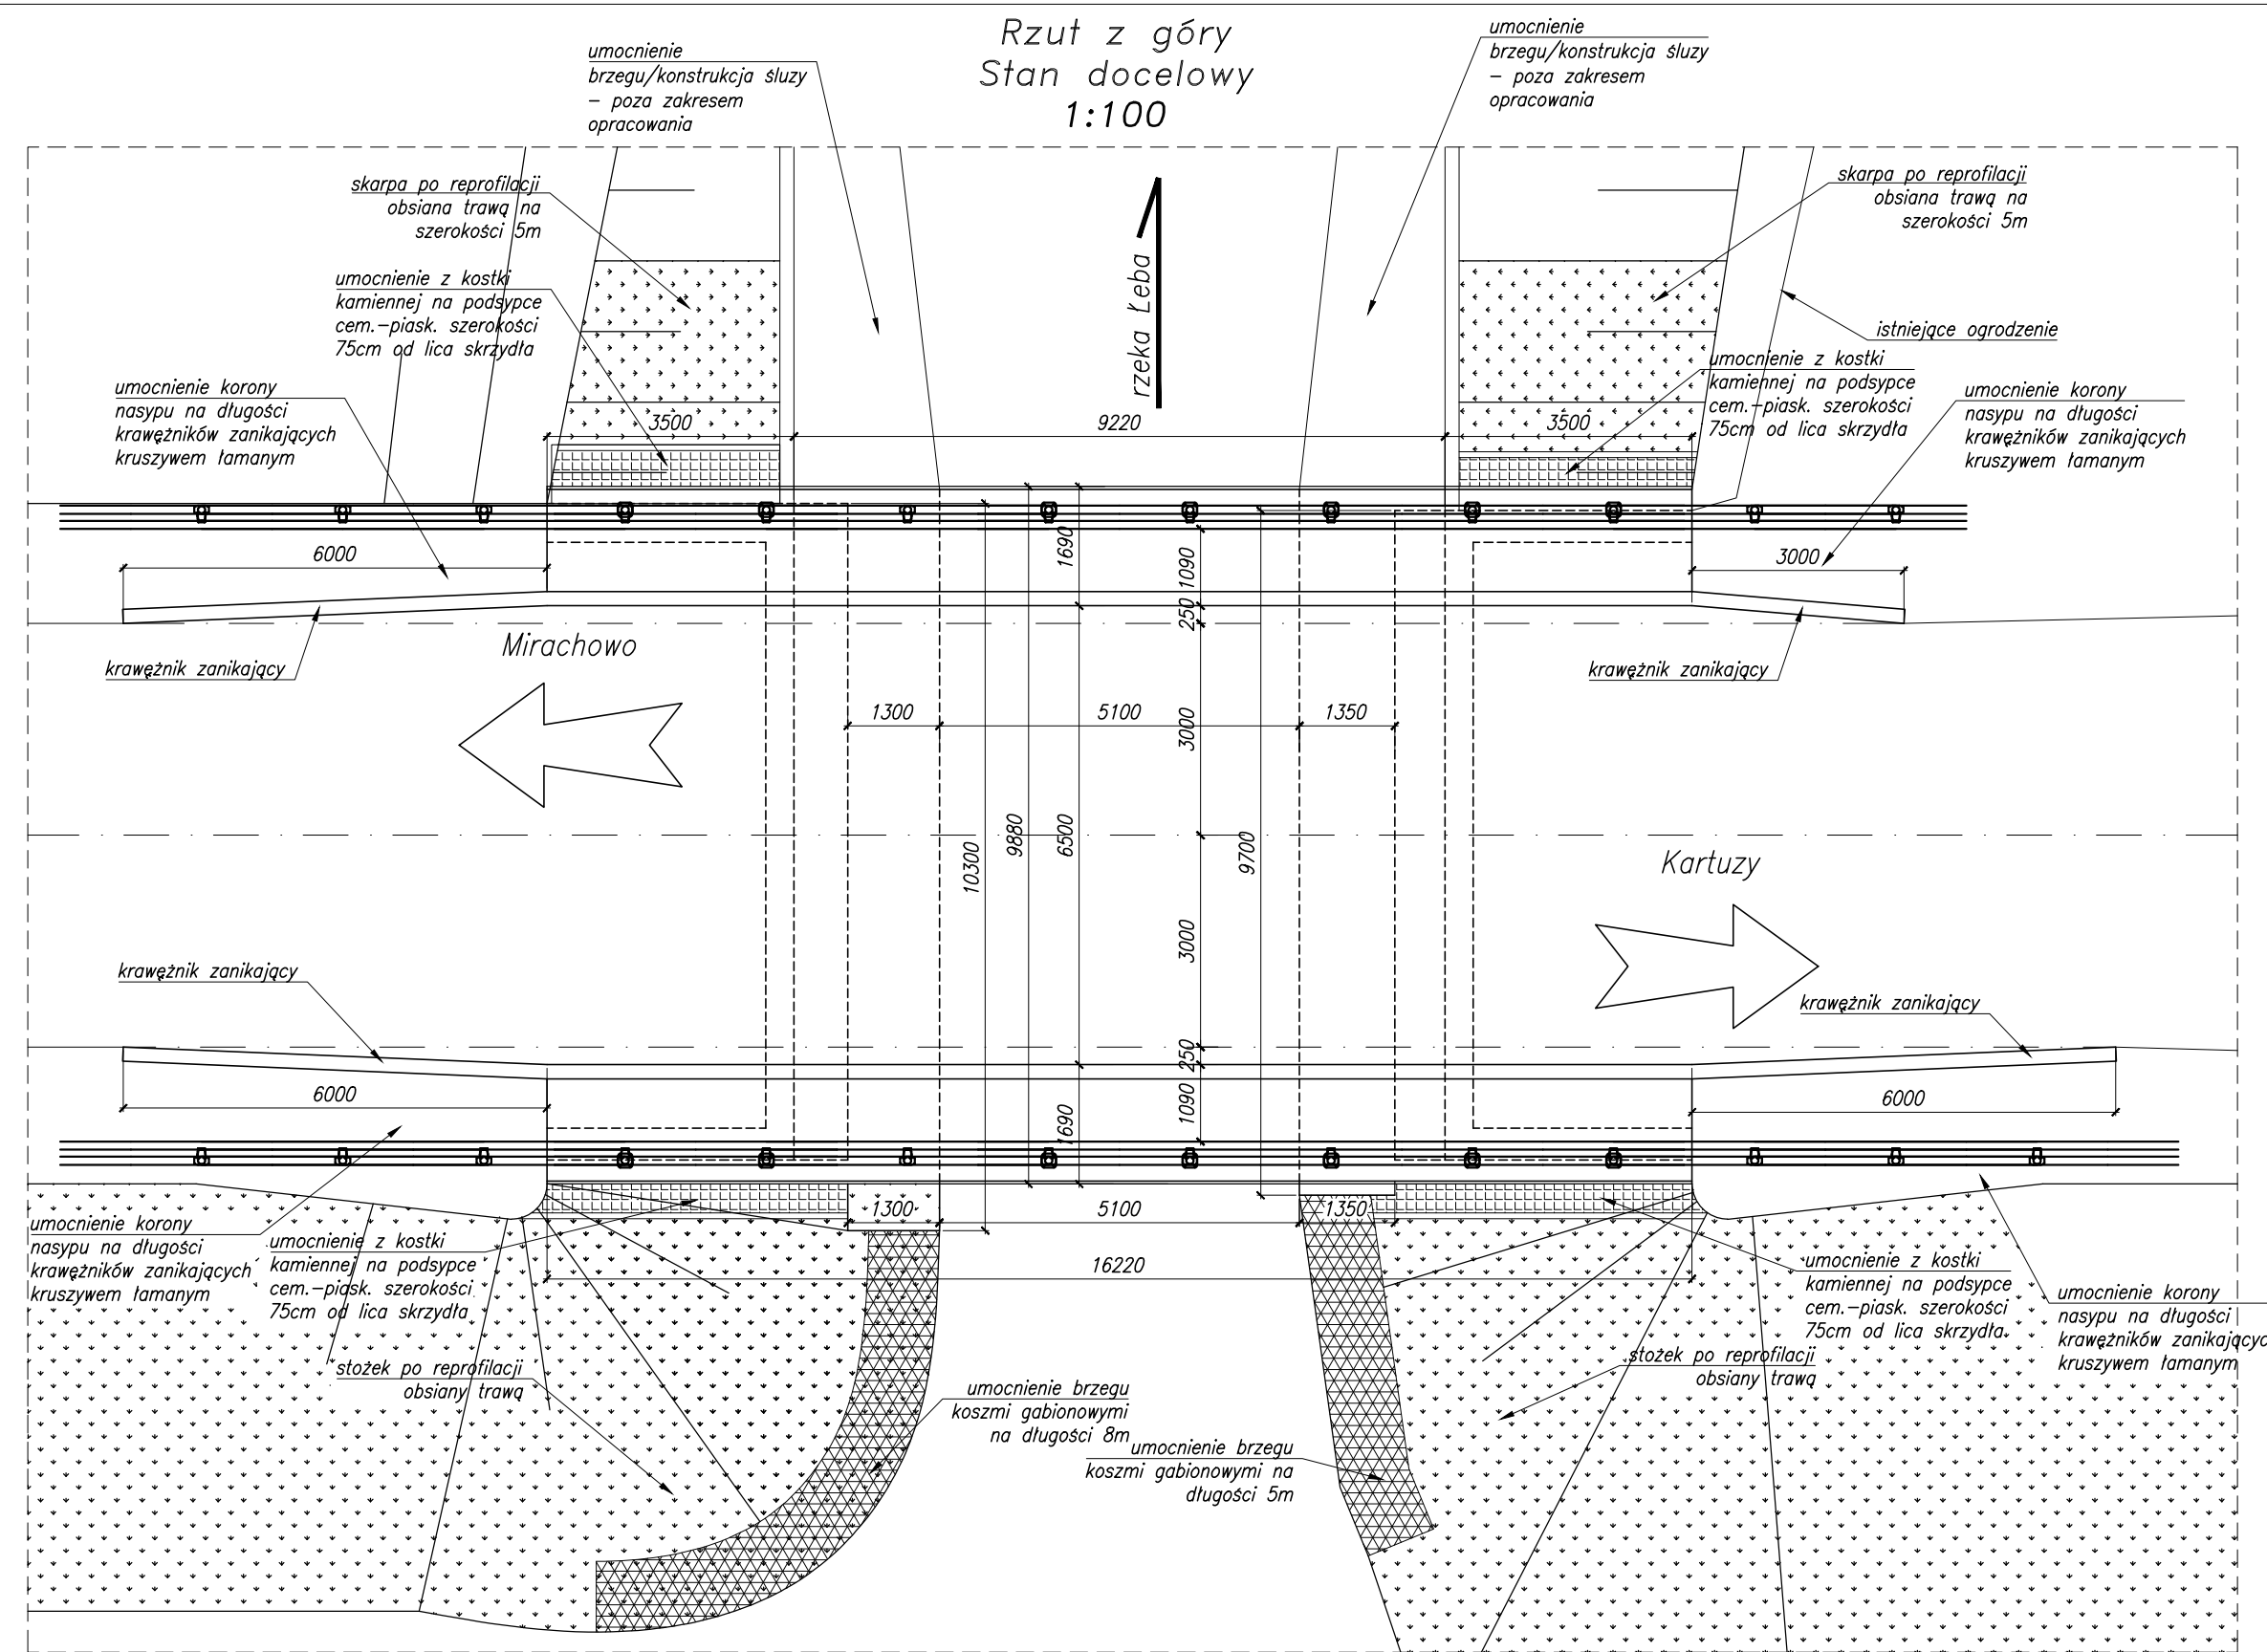 Rzut z góry
Stan docelowy
1:100
umocnienie
brzegu/konstrukcja śluzy
– poza zakresem
opracowania
umocnienie
brzegu/konstrukcja śluzy
– poza zakresem
opracowania
skarpa po reprofilacji
obsiana trawą na
szerokości 5m
skarpa po reprofilacji
obsiana trawą na
szerokości 5m
rzeka Łeba
umocnienie z kostki
kamiennej na podsypce
cem.–piask. szerokości
75cm od lica skrzydła
istniejące ogrodzenie
umocnienie z kostki
kamiennej na podsypce
cem.–piask. szerokości
75cm od lica skrzydła
umocnienie korony
nasypu na długości
krawężników zanikających
kruszywem łamanym
umocnienie korony
nasypu na długości
krawężników zanikających
kruszywem łamanym
3500
9220
3500
6000
1690
1090
250
3000
krawężnik zanikający
Mirachowo
krawężnik zanikający
1300
5100
1350
3000
10300
9880
6500
9700
Kartuzy
3000
krawężnik zanikający
krawężnik zanikający
250
1090
1690
6000
6000
1300
5100
1350
16220
umocnienie korony
nasypu na długości
krawężników zanikających
kruszywem łamanym
umocnienie z kostki
kamiennej na podsypce
cem.–piask. szerokości
75cm od lica skrzydła
umocnienie z kostki
kamiennej na podsypce
cem.–piask. szerokości
75cm od lica skrzydła
umocnienie korony
nasypu na długości
krawężników zanikającyc
kruszywem łamanym
stożek po reprofilacji
obsiany trawą
stożek po reprofilacji
obsiany trawą
umocnienie brzegu
koszmi gabionowymi
na długości 8m
umocnienie brzegu
koszmi gabionowymi na
długości 5m